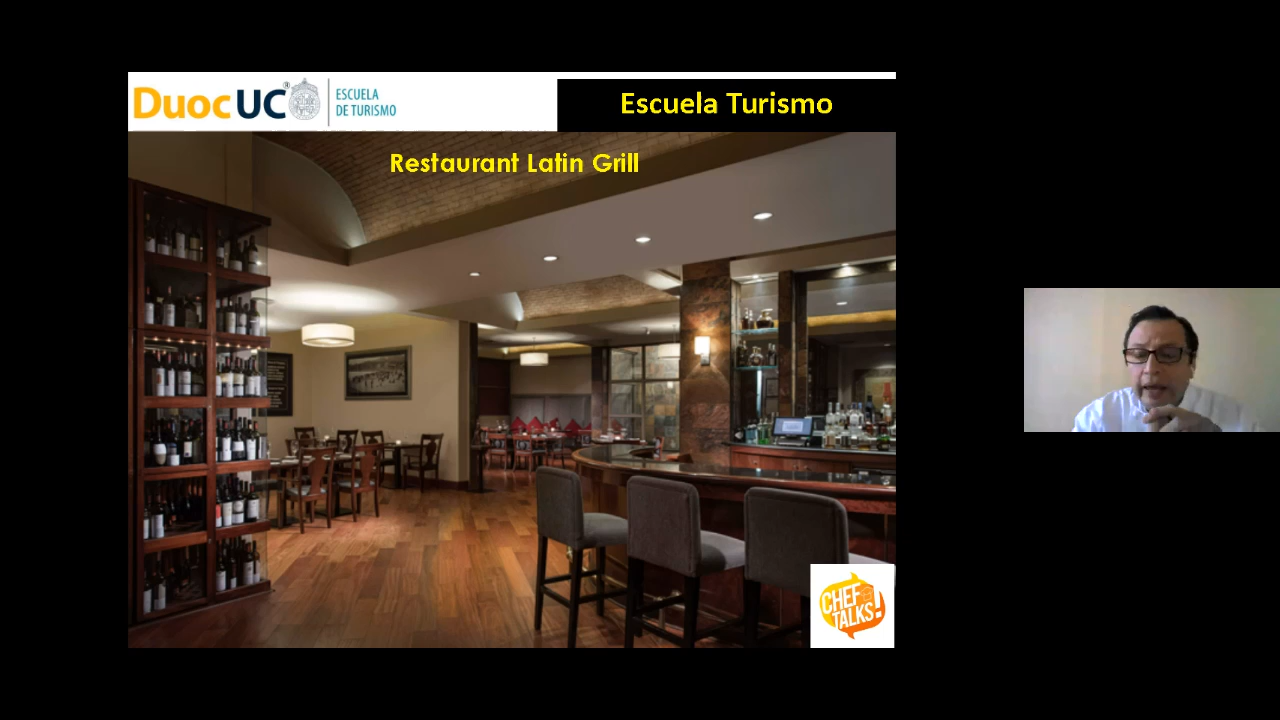 DuocUC®
ESCUELA
DE TURISMO
Escuela Turismo
Restaurant Latin Grill
CHEF
TALKS!